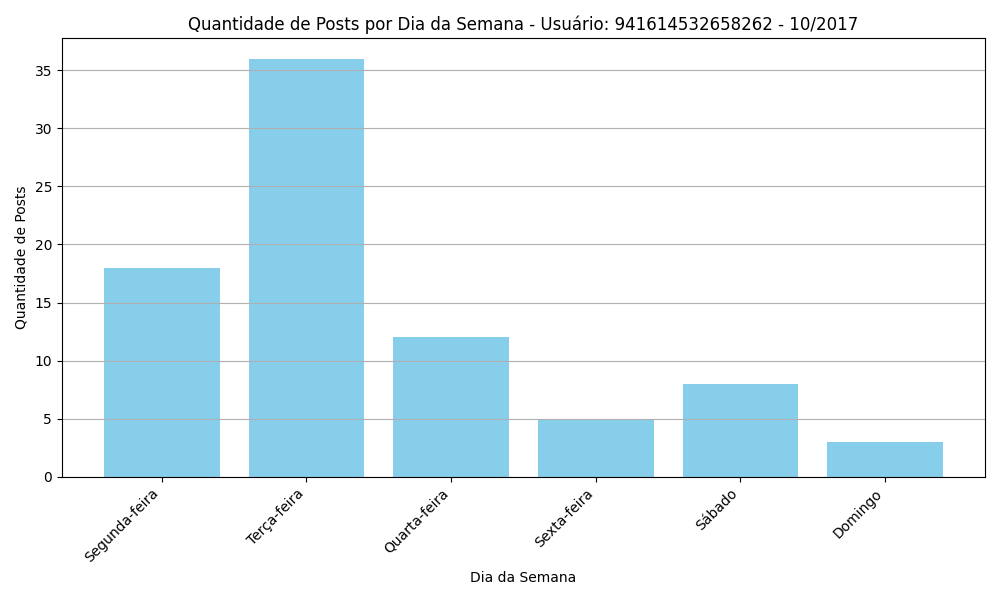 Quantidade de Posts por Dia da Semana - Usuário: 941614532658262 - 10/2017
Quantidade de Posts
35
30
25
20
15
10
5
0
Segunda-feira
Terça-feira
Quarta-feira
Sexta-feira
Sábado
Domingo
Dia da Semana